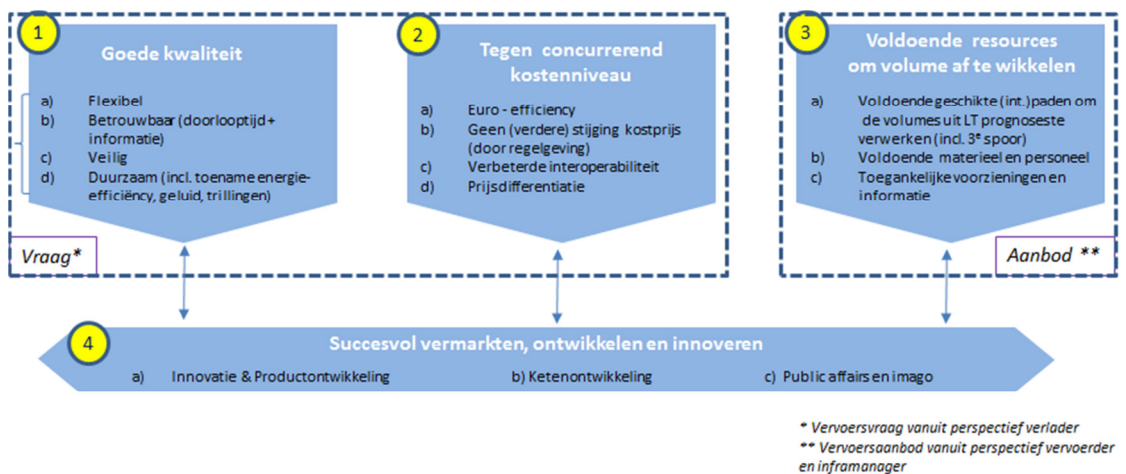 1
Goede kwaliteit
a) Flexibel
b) Betrouwbaar (doorlooptijd +
informatie)
c) Veilig
d) Duurzaam (incl. toename energie-
efficiëncy, geluid, trillingen)
Vraag*
2
Tegen concurrerend
kostenniveau
a) Euro - efficiency
b) Geen (verdere) stijging kostprijs
(door regelgeving)
c) Verbeterde interoperabiliteit
d) Prijsdifferentiatie
3
Voldoende resources
om volume af te wikkelen
a) Voldoende geschikte (int.) paden om
de volumes uit LT prognoses te
verwerken (incl. 3e spoor)
b) Voldoende materieel en personeel
c) Toegankelijke voorzieningen en
informatie
Aanbod **
4
Succesvol vermarkten, ontwikkelen en innoveren
a) Innovatie & Productontwikkeling b) Ketenontwikkeling c) Public affairs en imago
* Vervoersvraag vanuit perspectief verlader
** Vervoersaanbod vanuit perspectief vervoerder
en inframanager